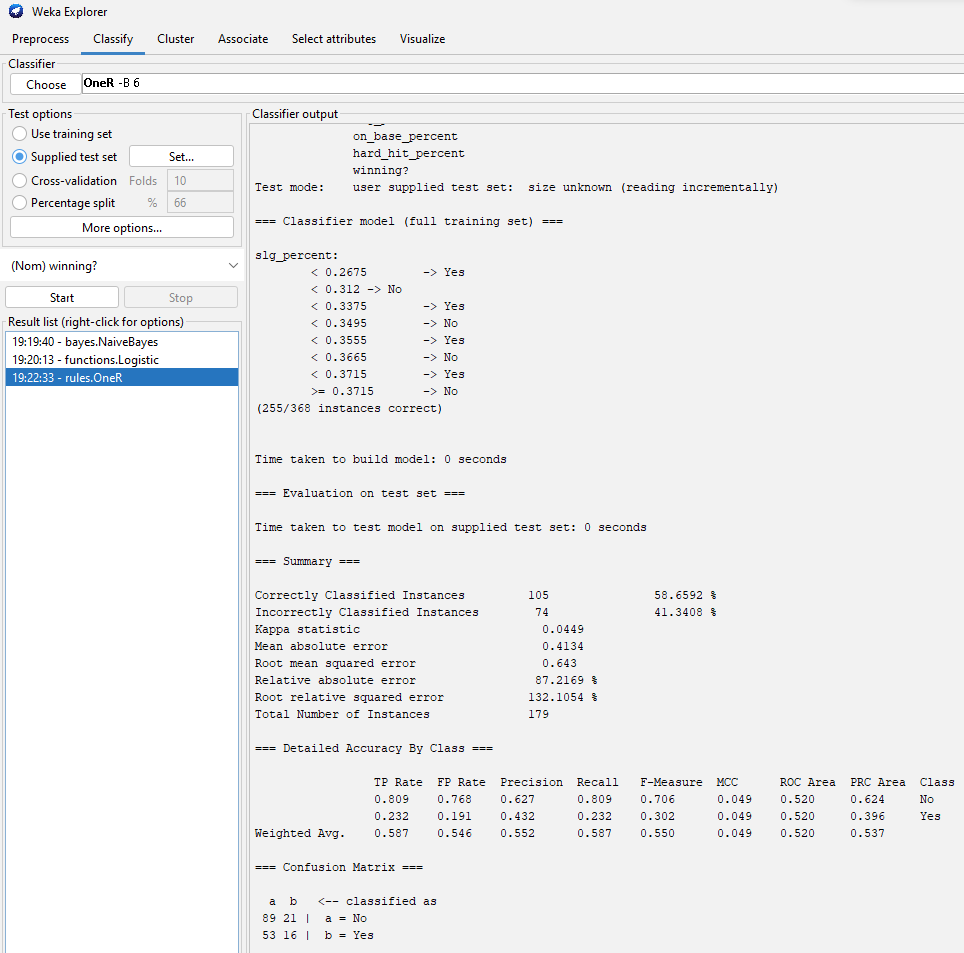 Weka Explorer
Preprocess Classify Cluster Associate Select attributes Visualize
Classifier
Choose OneR -B 6
Test options
Use training set
Supplied test set Set...
Cross-validation Folds 10
Percentage split % 66
More options...
(Nom) winning?
Start Stop
Result list (right-click for options)
19:19:40 - bayes.NaiveBayes
19:20:13 - functions.Logistic
19:22:33 - rules.OneR
Classifier output
on_base_percent
hard_hit_percent
winning?
Test mode: user supplied test set: size unknown (reading incrementally)
=== Classifier model (full training set) ===
slg_percent:
< 0.2675 -> Yes
< 0.312 -> No
< 0.3375 -> Yes
< 0.3495 -> No
< 0.3555 -> Yes
< 0.3665 -> No
< 0.3715 -> Yes
>= 0.3715 -> No
(255/368 instances correct)
Time taken to build model: 0 seconds
=== Evaluation on test set ===
Time taken to test model on supplied test set: 0 seconds
=== Summary ===
Correctly Classified Instances 105 58.6592 %
Incorrectly Classified Instances 74 41.3408 %
Kappa statistic 0.0449
Mean absolute error 0.4134
Root mean squared error 0.643
Relative absolute error 87.2169 %
Root relative squared error 132.1054 %
Total Number of Instances 179
=== Detailed Accuracy By Class ===
TP Rate FP Rate Precision Recall F-Measure MCC ROC Area PRC Area Class
0.809 0.768 0.627 0.809 0.706 0.049 0.520 0.624 No
0.232 0.191 0.432 0.232 0.302 0.049 0.520 0.396 Yes
Weighted Avg. 0.587 0.546 0.552 0.587 0.550 0.049 0.520 0.537
=== Confusion Matrix ===
a b <-- classified as
89 21 | a = No
53 16 | b = Yes